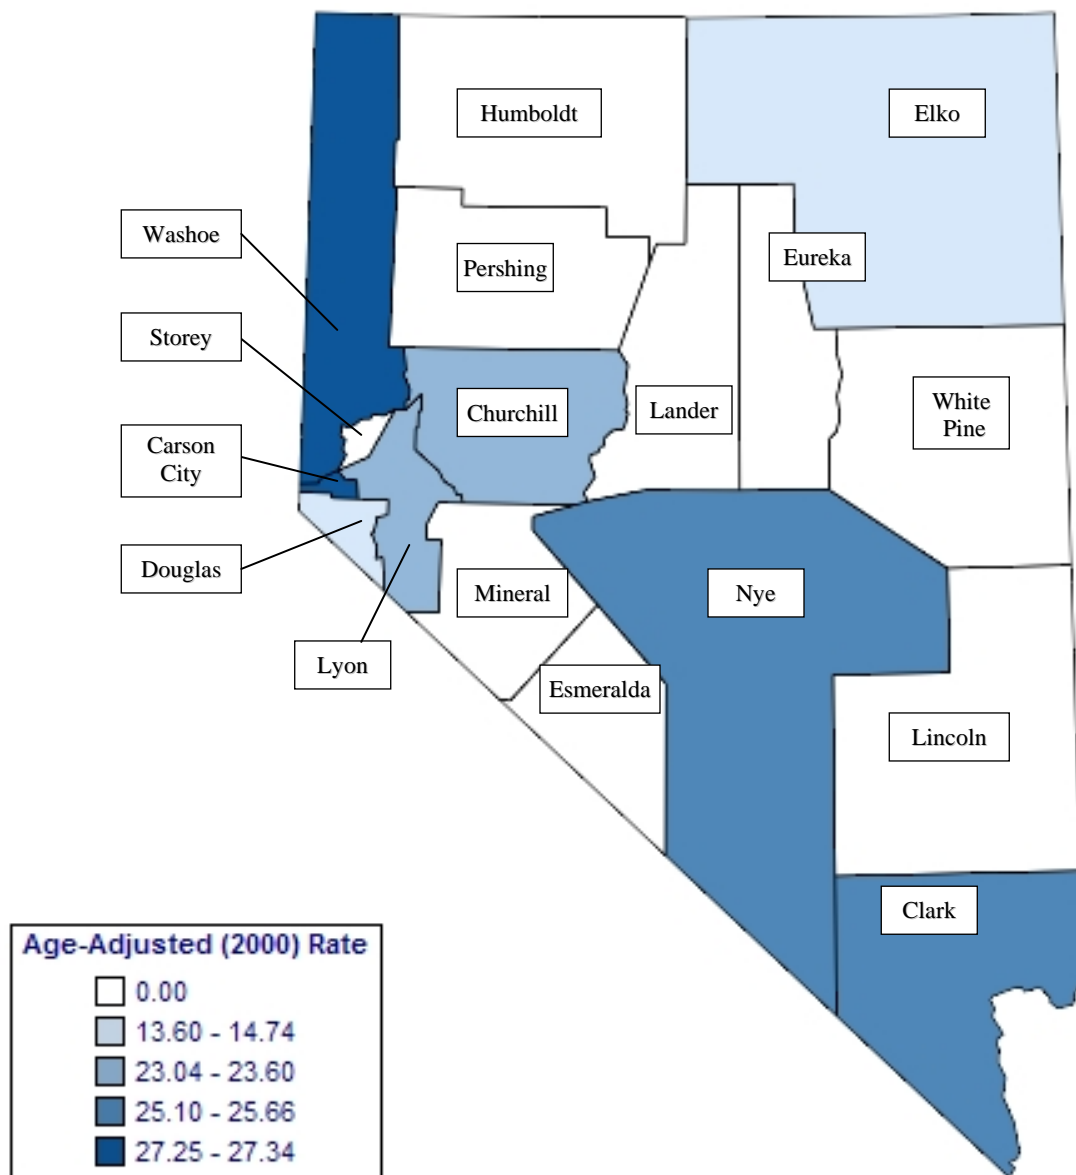 Humboldt
Elko
Washoe
Eureka
Pershing
Storey
Churchill
Lander
White
Pine
Carson
City
Douglas
Mineral
Nye
Lyon
Esmeralda
Lincoln
Clark
Age-Adjusted (2000) Rate
0.00
13.60 - 14.74
23.04 - 23.60
25.10 - 25.66
27.25 - 27.34